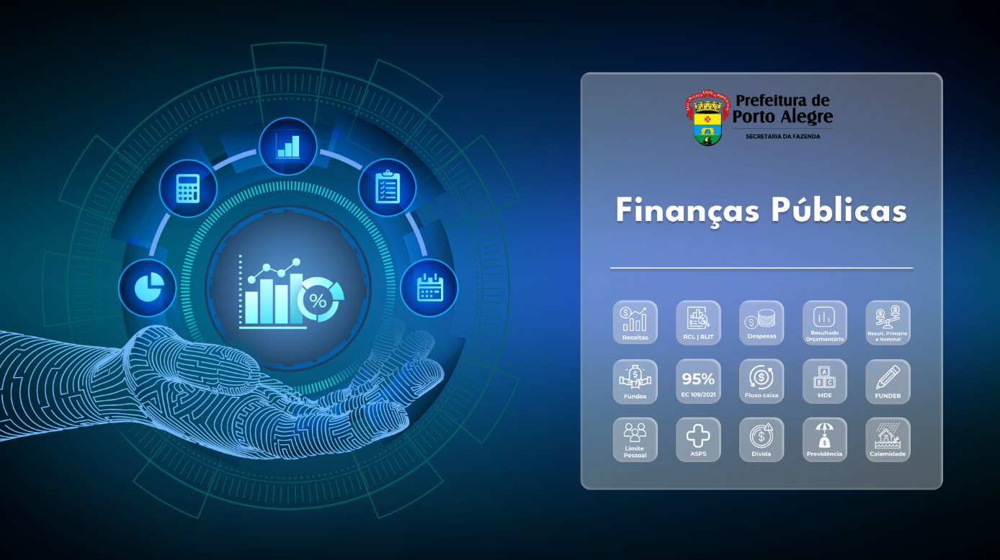 Prefeitura de
Porto Alegre
SECRETARIA DA FAZENDA
Finanças Públicas
Receitas
RCL | RLIT
Despesas
Resultado
Orçamentário
Result. Primário
e Nominal
Fundos
95%
EC 109/2021
Fluxo caixa
A
B C
MDE
FUNDEB
Limite
Pessoal
ASPS
Dívida
Previdência
Calamidade
%